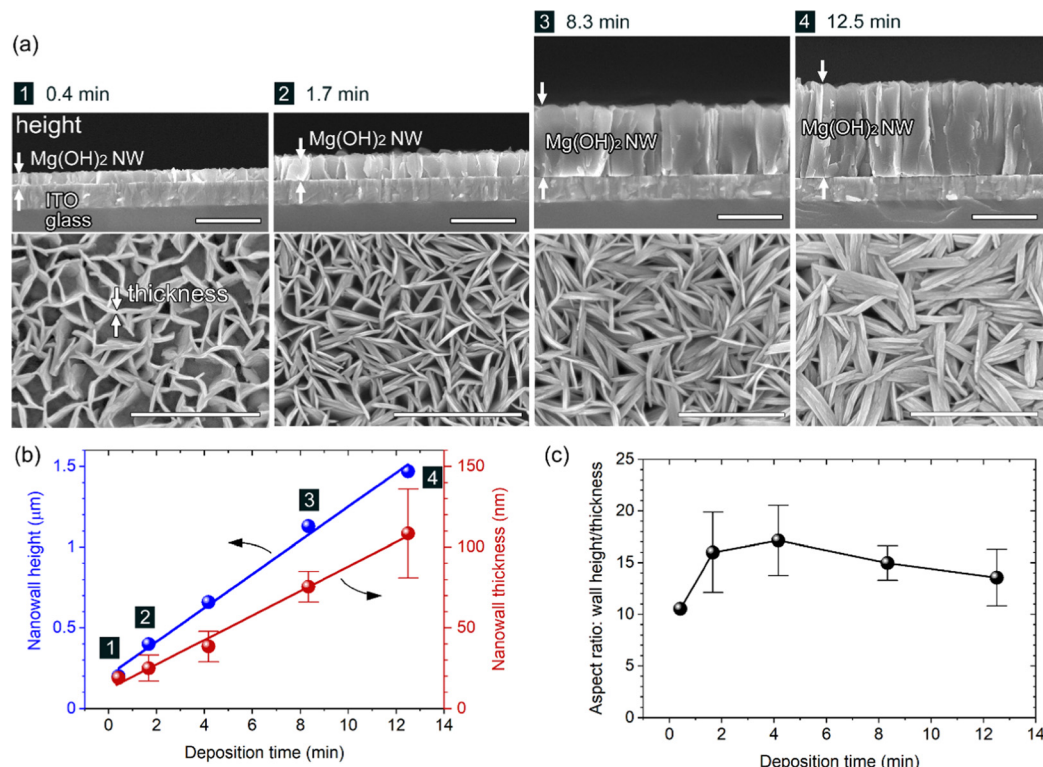 (a)
1 0.4 min
2 1.7 min
3 8.3 min
4 12.5 min
height
Mg(OH)₂ NW
ITO
glass
Mg(OH)₂ NW
Mg(OH)₂ NW
Mg(OH)₂ NW
thickness
(b)
Nanowall height (μm)
1.5
1
0.5
0
1
2
3
4
150
100
50
0
Nanowall thickness (nm)
0 2 4 6 8 10 12 14
Deposition time (min)
(c)
Aspect ratio: wall height/thickness
25
20
15
10
5
0
0 2 4 6 8 10 12 14
Deposition time (min)